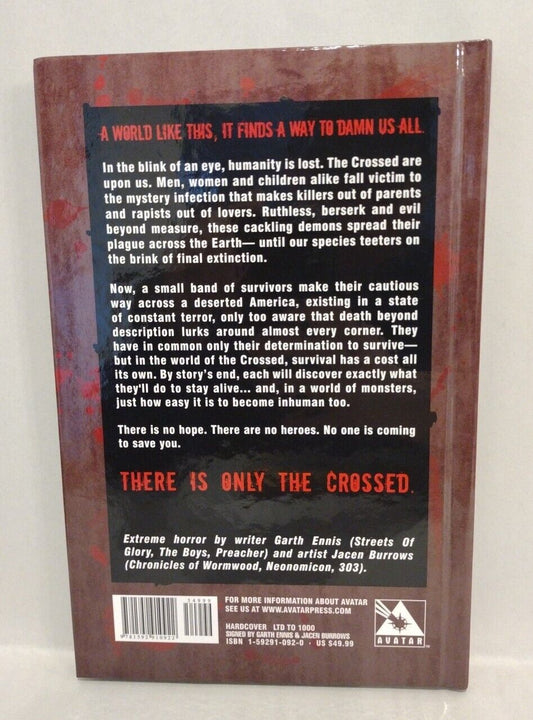 A WORLD LIKE THIS, IT FINDS A WAY TO DAMN US ALL.
In the blink of an eye, humanity is lost. The Crossed are
upon us. Men, women and children alike fall victim to
the mystery infection that makes killers out of parents
and rapists out of lovers. Ruthless, berserk and evil
beyond measure, these cackling demons spread their
plague across the Earth— until our species teeters on
the brink of final extinction.
Now, a small band of survivors make their cautious
way across a deserted America, existing in a state
of constant terror, only too aware that death beyond
description lurks around almost every corner. They
have in common only their determination to survive—
but in the world of the Crossed, survival has a cost all
its own. By story's end, each will discover exactly what
they'll do to stay alive... and, in a world of monsters,
just how easy it is to become inhuman too.
There is no hope. There are no heroes. No one is coming
to save you.
THERE IS ONLY THE CROSSED.
Extreme horror by writer Garth Ennis (Streets Of
Glory, The Boys, Preacher) and artist Jacen Burrows
(Chronicles of Wormwood, Neonomicon, 303).
54999
9 781592 910922
FOR MORE INFORMATION ABOUT AVATAR
SEE US AT WWW.AVATARPRESS.COM
HARDCOVER LTD TO 1000
SIGNED BY GARTH ENNIS & JACEN BURROWS
ISBN 1-59291-092-0 · US $49.99
AVATAR